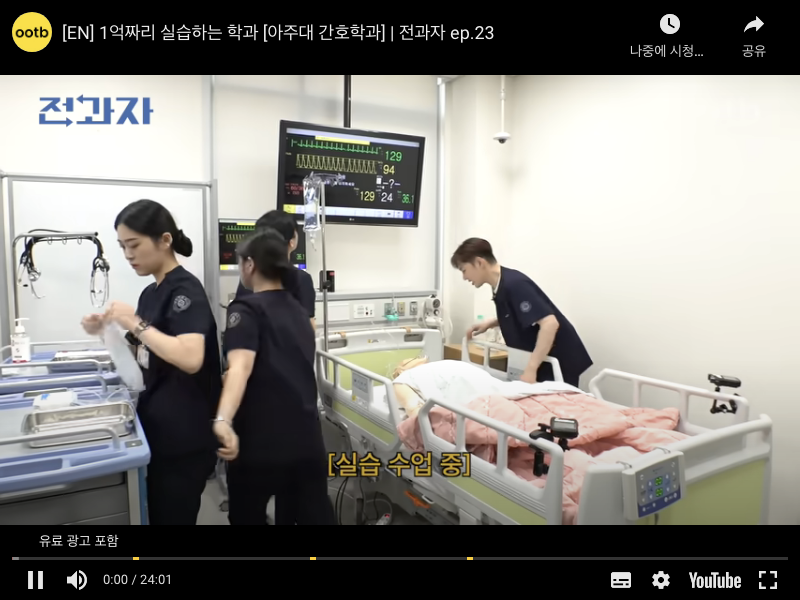 ootb
[EN] 1억짜리 실습하는 학과 [아주대 간호학과] | 전과자 ep.23
나중에 시청...
공유
전과자
129
94
-?-
129 24 36.1
[실습 수업 중]
유료 광고 포함
0:00 / 24:01
YouTube